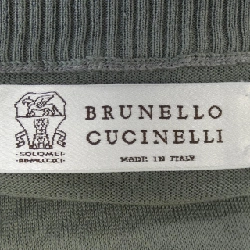 BRUNELLO
CUCINELLI
MADE IN ITALY
·SOLOMEO·